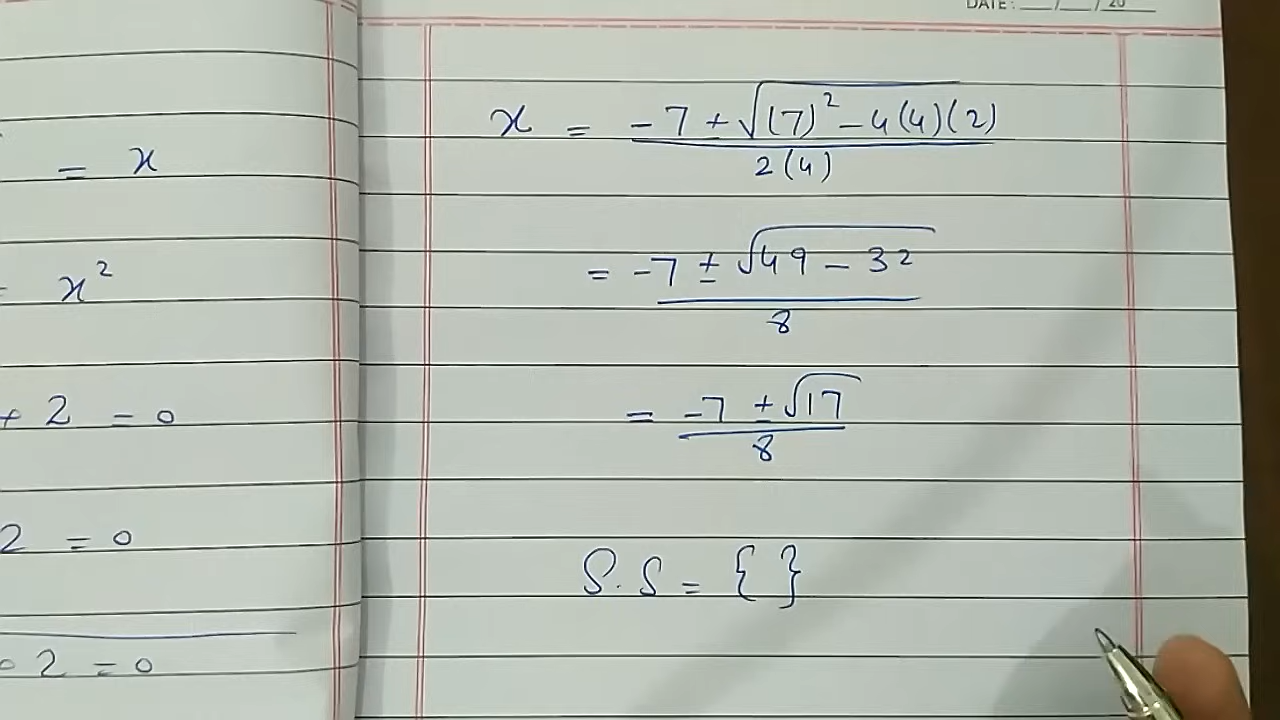 = x
x²
+ 2 = 0
2 = 0
2 = 0
DATE: ___/___/20___
x = -7 ± √(7)² - 4(4)(2)
2(4)
= -7 ± √49 - 32
8
= -7 ± √17
8
S.S = { }